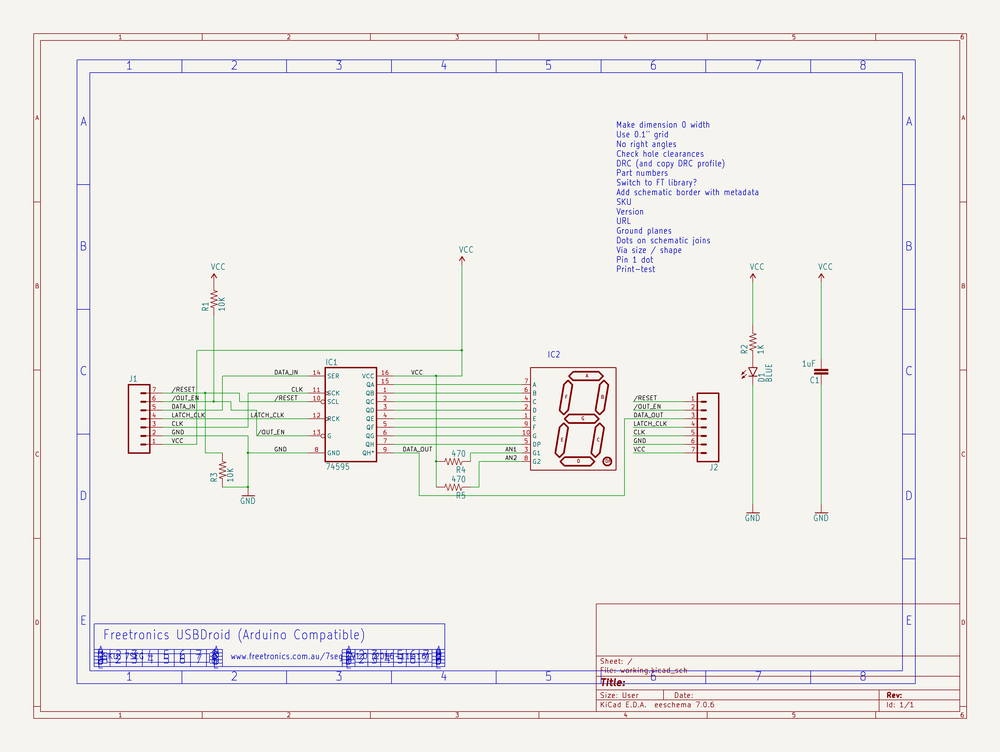 1 2 3 4 5 6
1 2 3 4 5 6 7 8
A A
A A
Make dimension 0 width
Use 0.1" grid
No right angles
Check hole clearances
DRC (and copy DRC profile)
Part numbers
Switch to FT library?
Add schematic border with metadata
SKU
Version
URL
Ground planes
Dots on schematic joins
Via size / shape
Pin 1 dot
Print-test
B B
B B
VCC
VCC
VCC
VCC
R1
10K
R2
1K
D1
BLUE
1uF
C1
C C
C C
J1
/RESET 7
/OUT_EN 6
DATA_IN 5
LATCH_CLK 4
CLK 3
GND 2
VCC 1
R3
10K
GND
IC1
DATA_IN 14 SER
CLK 11 SCK
/RESET 10 SCL
LATCH_CLK 12 RCK
/OUT_EN 13 G
GND 8 GND
VCC 16 VCC
QA 15
QB 1
QC 2
QD 3
QE 4
QF 5
QG 6
QH 7
QH* 9 DATA_OUT
74595
470
R4
470
R5
AN1
AN2
IC2
7 A
6 B
4 C
2 D
1 E
9 F
10 G
5 DP
3 G1
8 G2
A
F B
G
E C
D
/RESET 1
/OUT_EN 2
DATA_OUT 3
LATCH_CLK 4
CLK 5
GND 6
VCC 7
J2
GND
GND
D D
D D
E E
Freetronics USBDroid (Arduino Compatible)
www.freetronics.com.au/7seg
1 2 3 4 5 6 7 8
Sheet: /
File: working.kicad_sch
Title:
Size: User Date: Rev:
KiCad E.D.A. eeschema 7.0.6 Id: 1/1
1 2 3 4 5 6